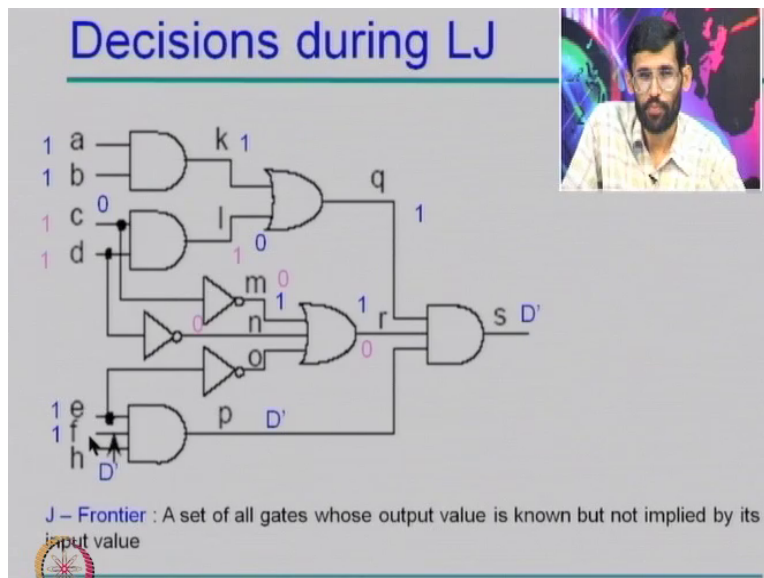 Decisions during LJ
1 a
k 1
1 b
q
0
1 c
l
1
0
1 d
1
m 0
1
1
0 n
r
s D'
0
o
1 e
p D'
1 f
h D'
J – Frontier : A set of all gates whose output value is known but not implied by its
input value